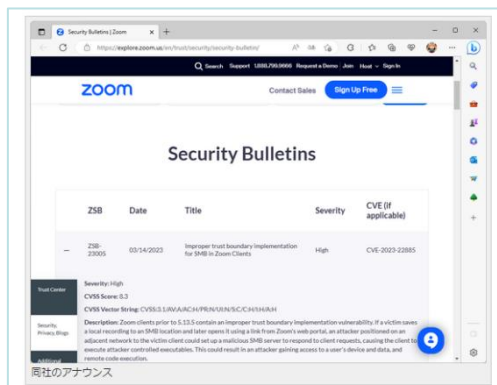 Security Bulletins | Zoom
https://explore.zoom.us/en/trust/security/security-bulletin/
Search Support 1.888.799.9666 Request a Demo Join Host Sign In
zoom Contact Sales Sign Up Free
Security Bulletins
ZSB Date Title Severity CVE (if applicable)
ZSB-23005 03/14/2023 Improper trust boundary implementation for SMB in Zoom Clients High CVE-2023-22885
Trust Center
Severity: High
CVSS Score: 8.3
CVSS Vector String: CVSS:3.1/AV:A/AC:H/PR:N/UI:N/S:C/C:H/I:H/A:H
Security, Privacy, Blogs
Description: Zoom clients prior to 5.13.5 contain an improper trust boundary implementation vulnerability. If a victim saves
a local recording to an SMB location and later opens it using a link from Zoom's web portal, an attacker positioned on an
adjacent network to the victim client could set up a malicious SMB server to respond to client requests, causing the client to
execute attacker controlled executables. This could result in an attacker gaining access to a user's device and data, and
remote code execution.
Additional
同社のアナウンス